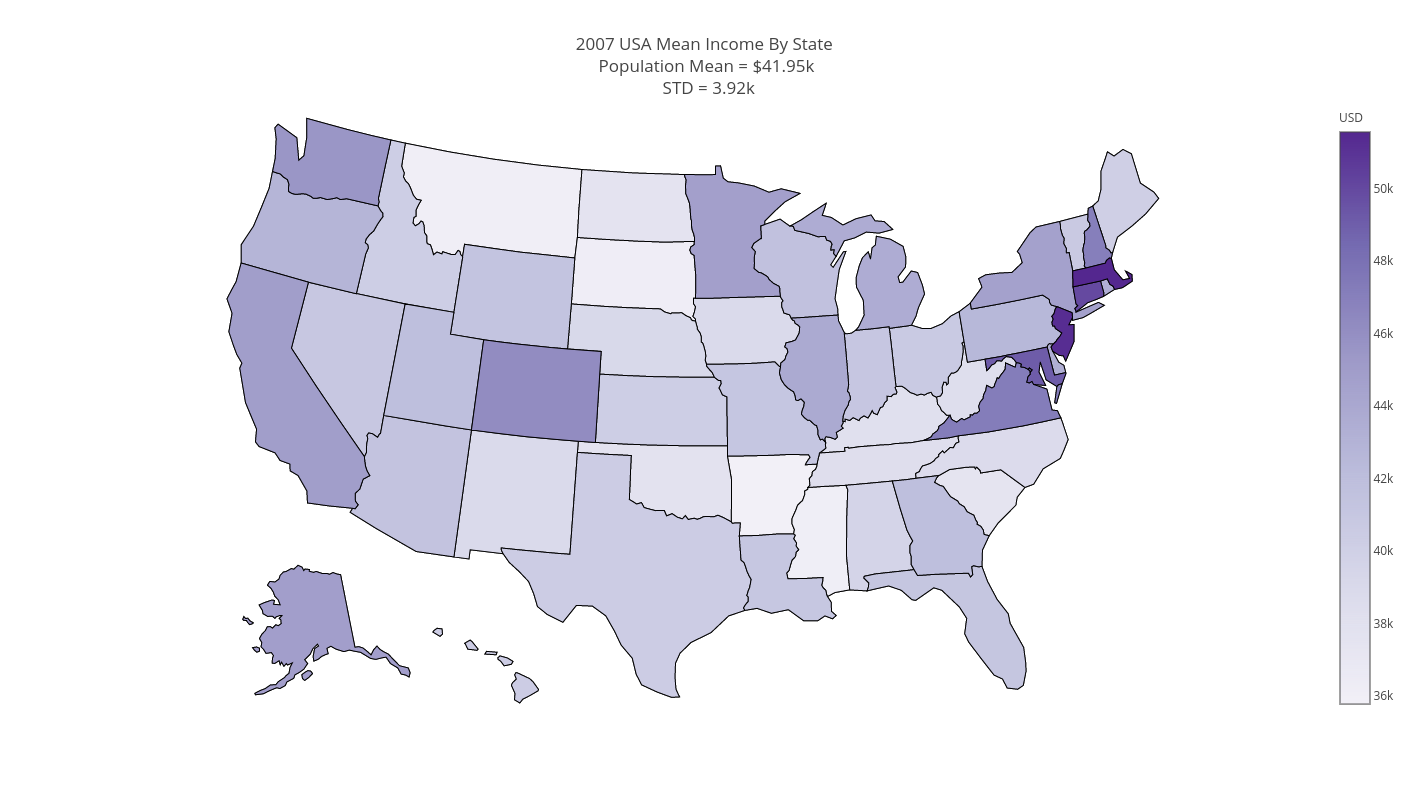 2007 USA Mean Income By State
Population Mean = $41.95k
STD = 3.92k
USD
50k
48k
46k
44k
42k
40k
38k
36k